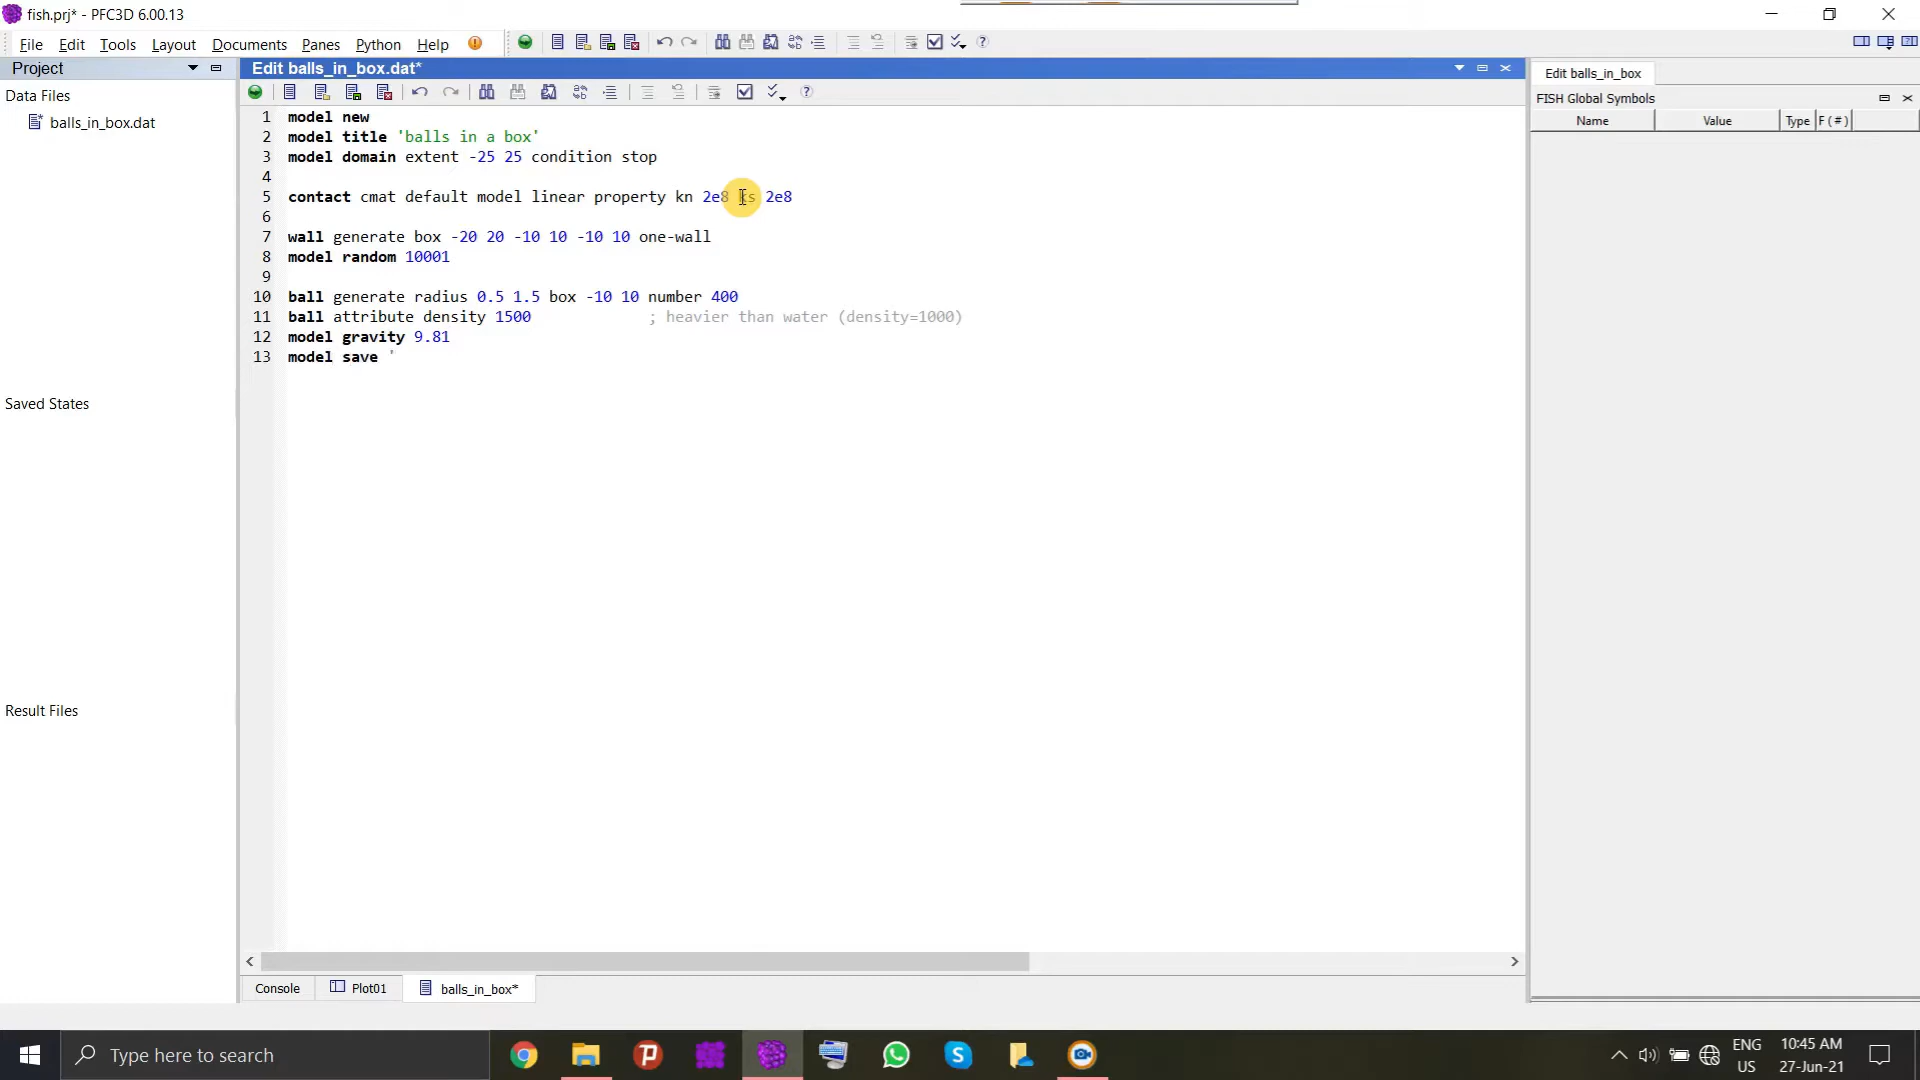 fish.prj* - PFC3D 6.00.13
File Edit Tools Layout Documents Panes Python Help
Project
Edit balls_in_box.dat*
Edit balls_in_box
Data Files
balls_in_box.dat
FISH Global Symbols
Name Value Type F ( # )
1 model new
2 model title 'balls in a box'
3 model domain extent -25 25 condition stop
4
5 contact cmat default model linear property kn 2e8 ks 2e8
6
7 wall generate box -20 20 -10 10 -10 10 one-wall
8 model random 10001
9
10 ball generate radius 0.5 1.5 box -10 10 number 400
11 ball attribute density 1500 ; heavier than water (density=1000)
12 model gravity 9.81
13 model save '
Saved States
Result Files
Console Plot01 balls_in_box*
Type here to search
ENG
US
10:45 AM
27-Jun-21